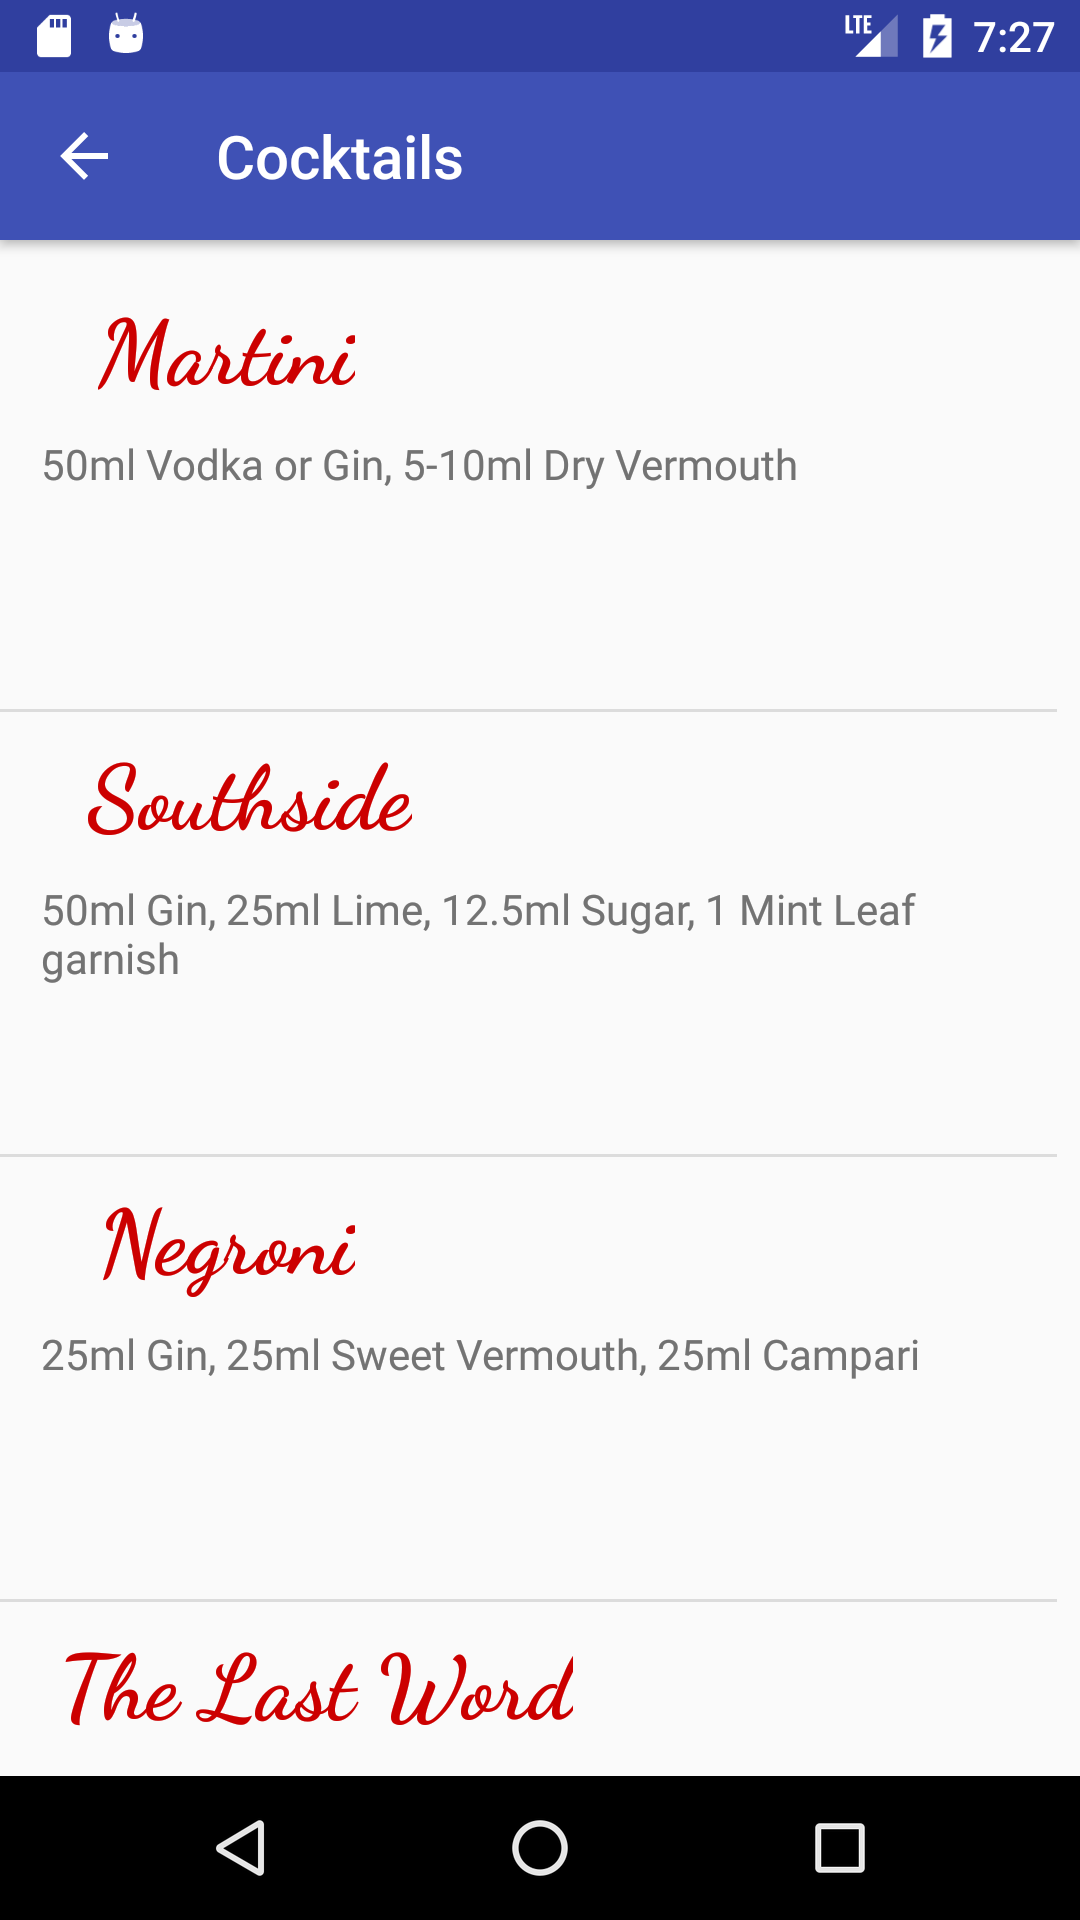 LTE 7:27
Cocktails
Martini
50ml Vodka or Gin, 5-10ml Dry Vermouth
Southside
50ml Gin, 25ml Lime, 12.5ml Sugar, 1 Mint Leaf
garnish
Negroni
25ml Gin, 25ml Sweet Vermouth, 25ml Campari
The Last Word